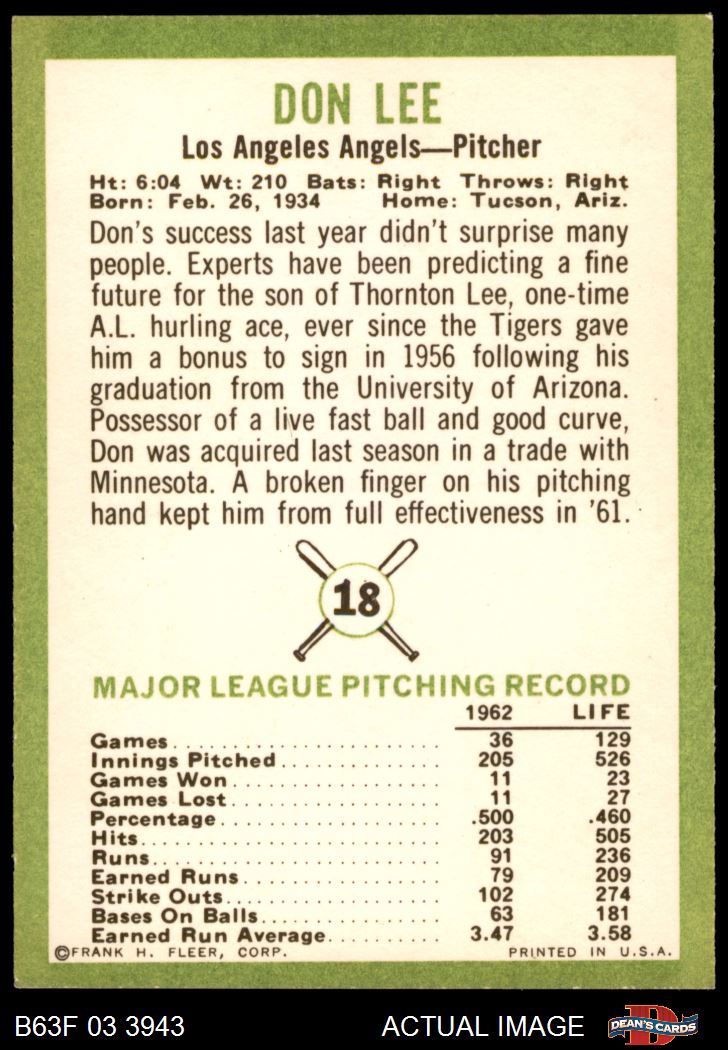 DON LEE
Los Angeles Angels—Pitcher
Ht: 6:04 Wt: 210 Bats: Right Throws: Right
Born: Feb. 26, 1934 Home: Tucson, Ariz.
Don's success last year didn't surprise many
people. Experts have been predicting a fine
future for the son of Thornton Lee, one-time
A.L. hurling ace, ever since the Tigers gave
him a bonus to sign in 1956 following his
graduation from the University of Arizona.
Possessor of a live fast ball and good curve,
Don was acquired last season in a trade with
Minnesota. A broken finger on his pitching
hand kept him from full effectiveness in '61.
18
MAJOR LEAGUE PITCHING RECORD
1962 LIFE
Games 36 129
Innings Pitched 205 526
Games Won 11 23
Games Lost 11 27
Percentage .500 .460
Hits 203 505
Runs 91 236
Earned Runs 79 209
Strike Outs 102 274
Bases On Balls 63 181
Earned Run Average 3.47 3.58
©FRANK H. FLEER, CORP. PRINTED IN U.S.A.
B63F 03 3943 ACTUAL IMAGE DEAN'S CARDS